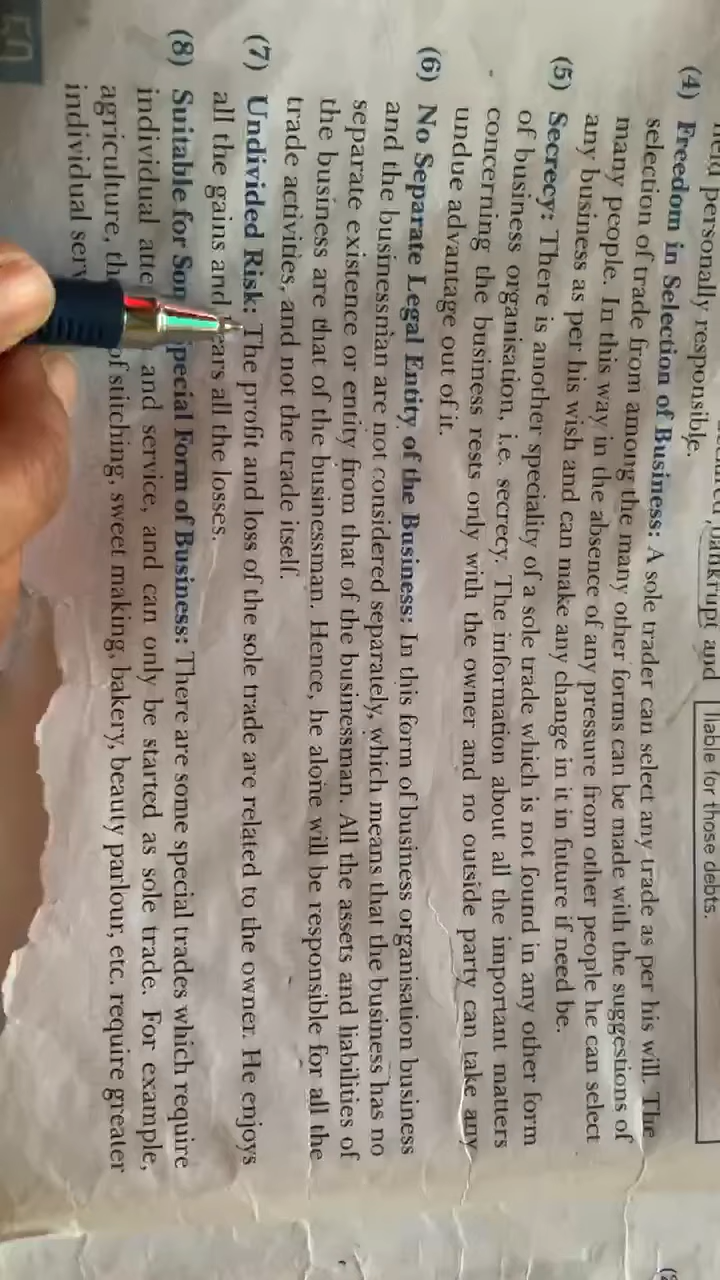 held personally responsible.
bankrupt and
liable for those debts.
(4) Freedom in Selection of Business: A sole trader can select any trade as per his will. The
selection of trade from among the many other forms can be made with the suggestions of
many people. In this way in the absence of any pressure from other people he can select
any business as per his wish and can make any change in it in future if need be.
(5) Secrecy: There is another speciality of a sole trade which is not found in any other form
of business organisation, i.e. secrecy. The information about all the important matters
concerning the business rests only with the owner and no outside party can take any
undue advantage out of it.
(6) No Separate Legal Entity of the Business: In this form of business organisation business
and the businessman are not considered separately, which means that the business has no
separate existence or entity from that of the businessman. All the assets and liabilities of
the business are that of the businessman. Hence, he alone will be responsible for all the
trade activities, and not the trade itself.
(7) Undivided Risk: The profit and loss of the sole trade are related to the owner. He enjoys
all the gains and bears all the losses.
(8) Suitable for Special Form of Business: There are some special trades which require
individual and service, and can only be started as sole trade. For example,
agriculture, of stitching, sweet making, bakery, beauty parlour, etc. require greater
individual